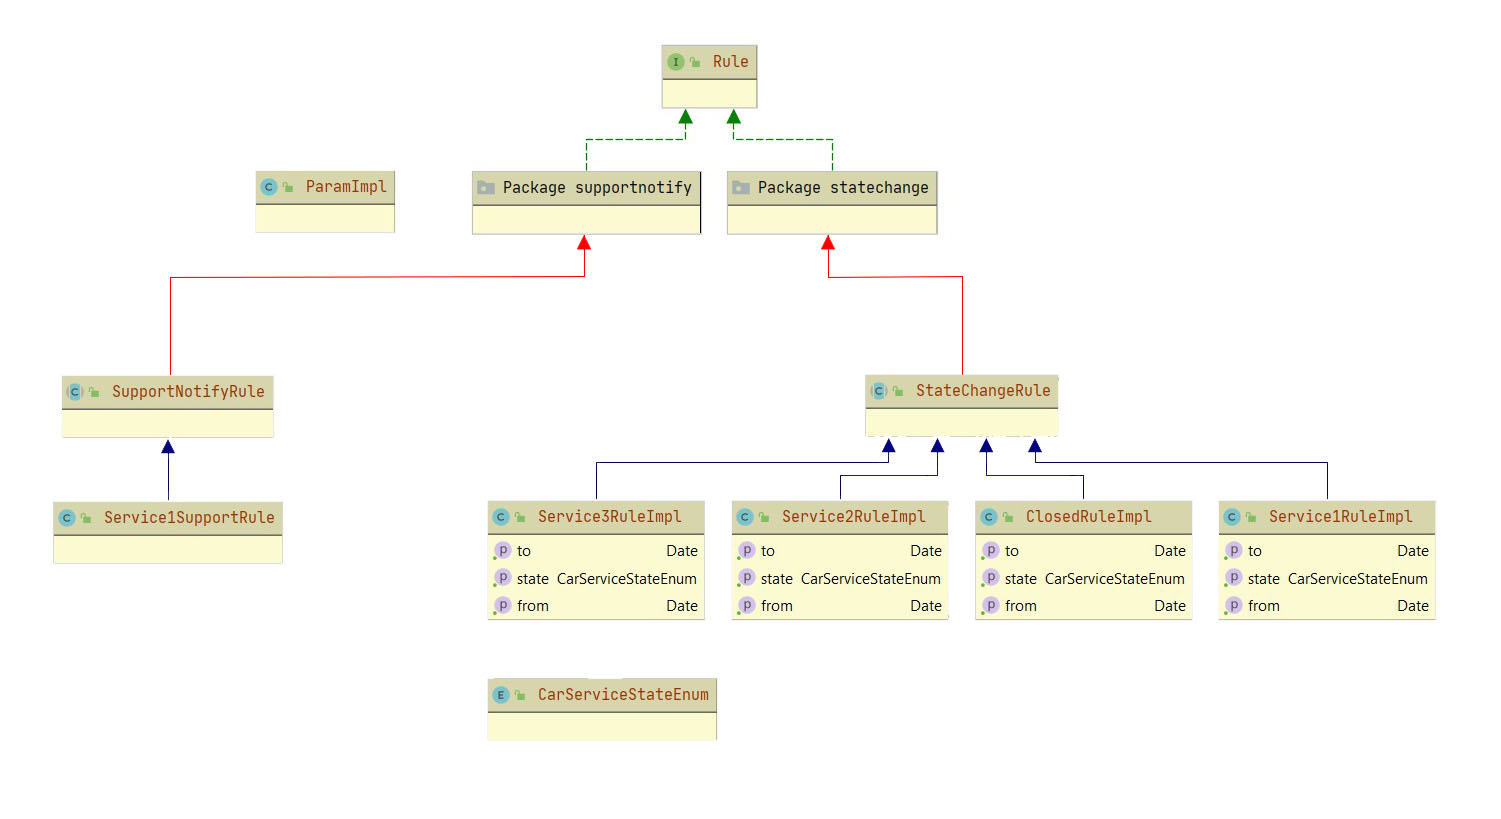 I Rule
C ParamImpl
Package supportnotify
Package statechange
C SupportNotifyRule
C StateChangeRule
C Service1SupportRule
C Service3RuleImpl
p to Date
p state CarServiceStateEnum
p from Date
C Service2RuleImpl
p to Date
p state CarServiceStateEnum
p from Date
C ClosedRuleImpl
p to Date
p state CarServiceStateEnum
p from Date
C Service1RuleImpl
p to Date
p state CarServiceStateEnum
p from Date
E CarServiceStateEnum